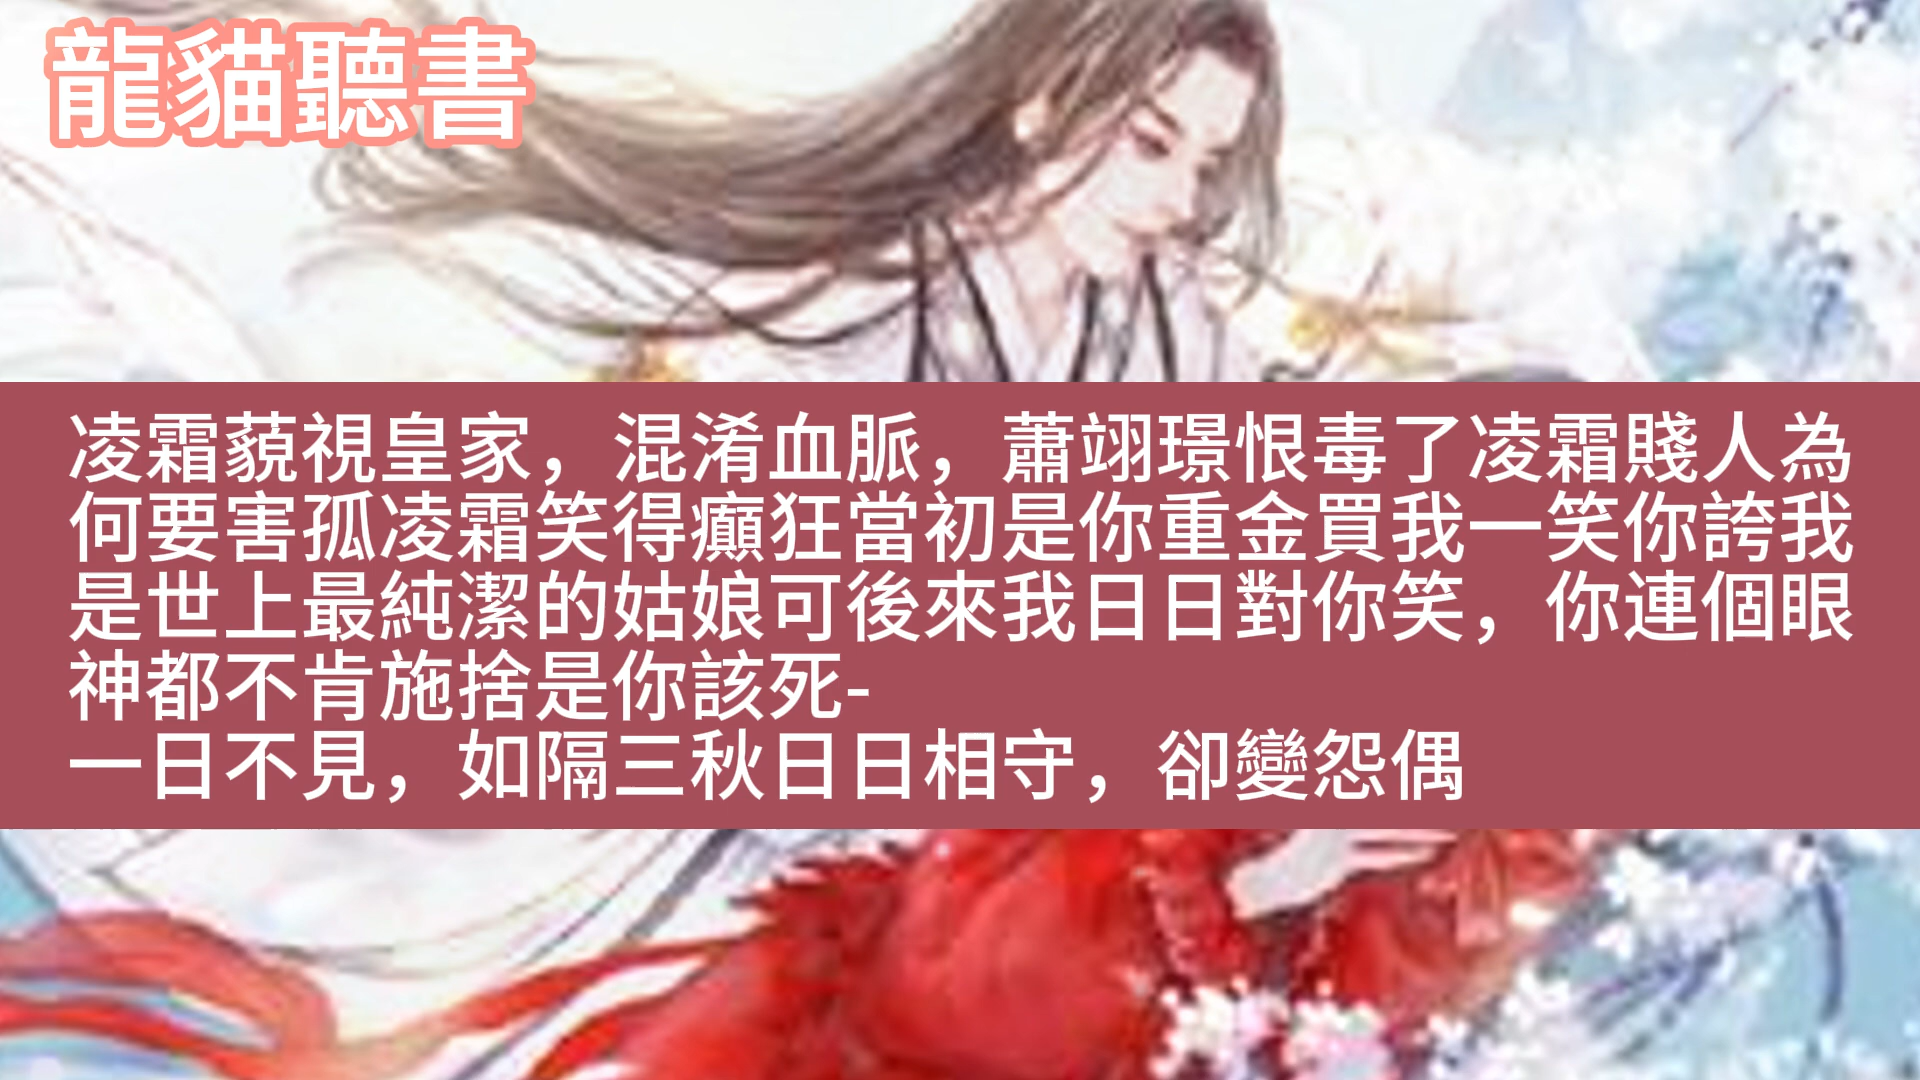 龍貓聽書
凌霜藐視皇家，混淆血脈，蕭翊璟恨毒了凌霜賤人為
何要害孤凌霜笑得癲狂當初是你重金買我一笑你誇我
是世上最純潔的姑娘可後來我日日對你笑，你連個眼
神都不肯施捨是你該死-
一日不見，如隔三秋日日相守，卻變怨偶